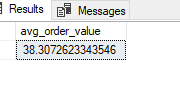 Results Messages
avg_order_value
38.3072623343546